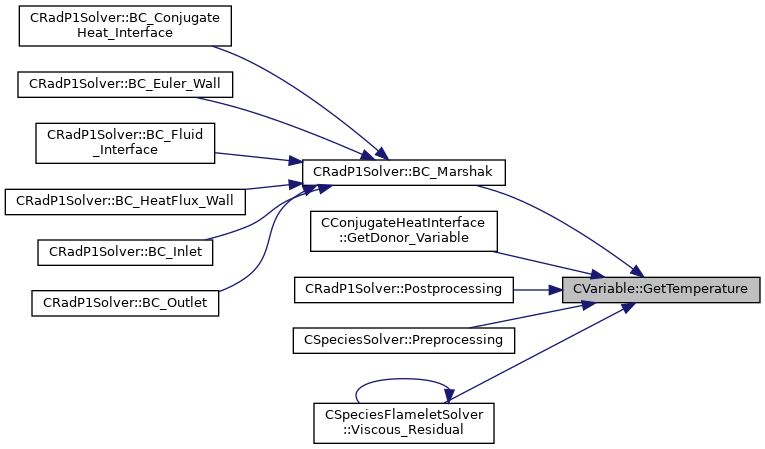 CRadP1Solver::BC_Conjugate
Heat_Interface
CRadP1Solver::BC_Euler_Wall
CRadP1Solver::BC_Fluid
_Interface
CRadP1Solver::BC_HeatFlux_Wall
CRadP1Solver::BC_Inlet
CRadP1Solver::BC_Outlet
CRadP1Solver::BC_Marshak
CConjugateHeatInterface
::GetDonor_Variable
CRadP1Solver::Postprocessing
CSpeciesSolver::Preprocessing
CSpeciesFlameletSolver
::Viscous_Residual
CVariable::GetTemperature